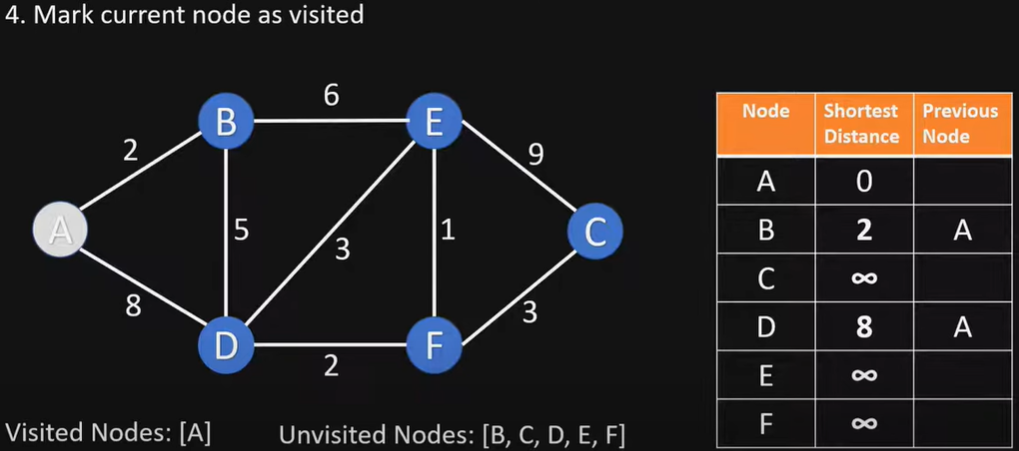 4. Mark current node as visited
B
6
E
2
9
A
5
3
1
C
8
3
D
2
F
Visited Nodes: [A]
Unvisited Nodes: [B, C, D, E, F]
Node Shortest Distance Previous Node
A 0
B 2 A
C ∞
D 8 A
E ∞
F ∞